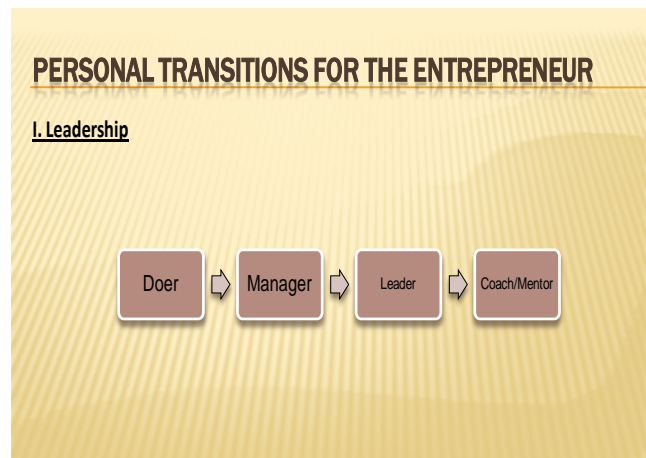 PERSONAL TRANSITIONS FOR THE ENTREPRENEUR
I. Leadership
Doer
Manager
Leader
Coach/Mentor